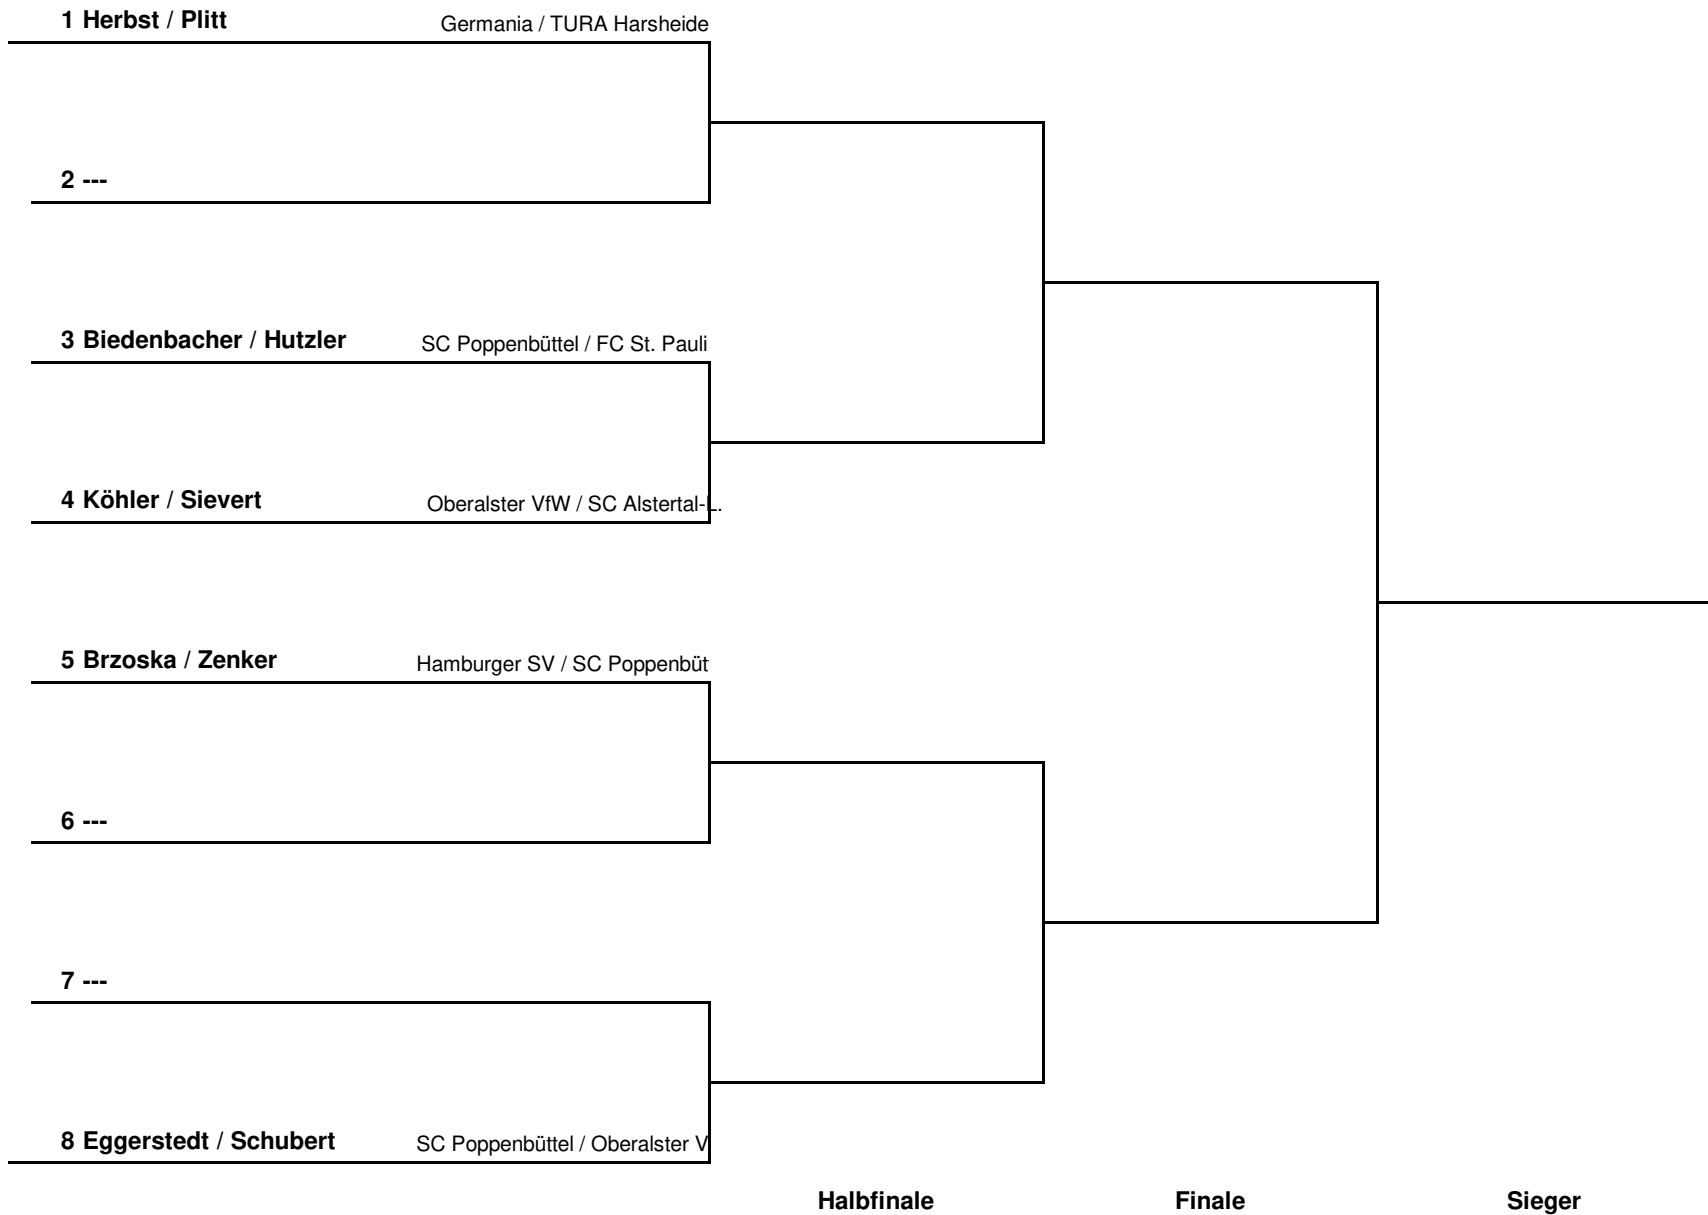 1 Herbst / Plitt Germania / TURA Harsheide
2 ---
3 Biedenbacher / Hutzler SC Poppenbüttel / FC St. Pauli
4 Köhler / Sievert Oberalster VfW / SC Alstertal-L.
5 Brzoska / Zenker Hamburger SV / SC Poppenbüt
6 ---
7 ---
8 Eggerstedt / Schubert SC Poppenbüttel / Oberalster V
Halbfinale Finale Sieger